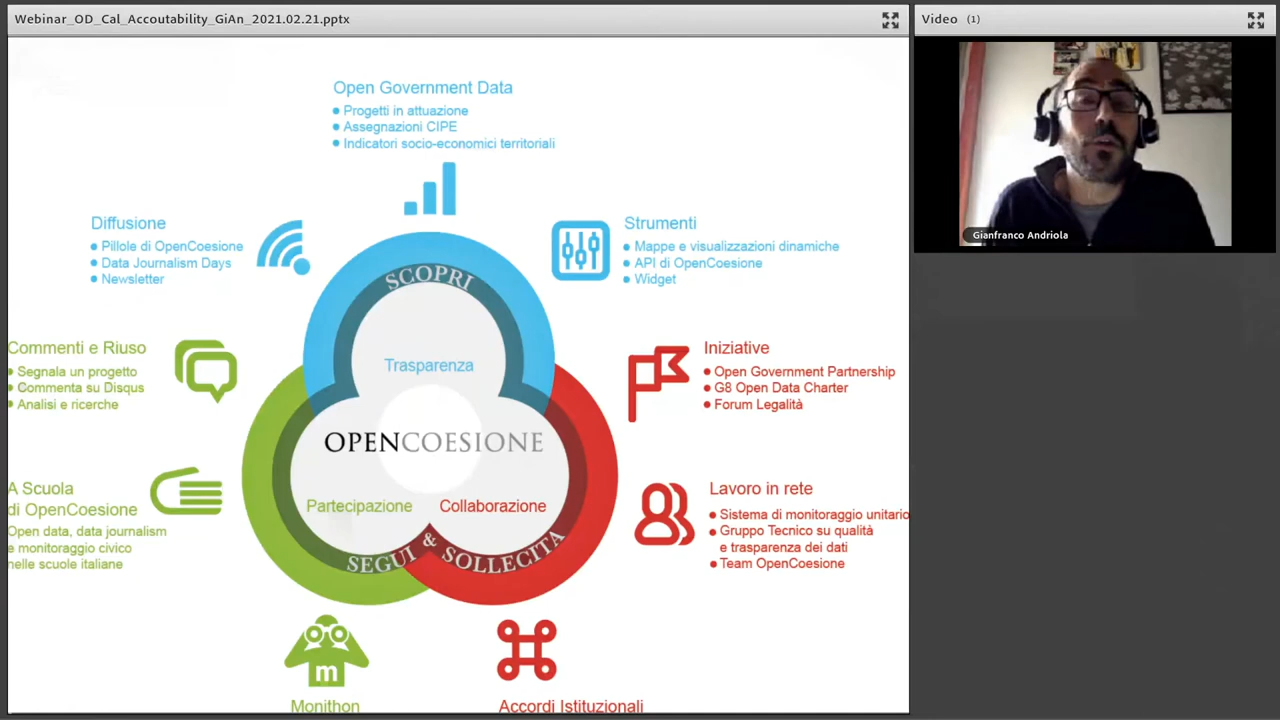 Webinar_OD_Cal_Accoutability_GiAn_2021.02.21.pptx
Video (1)
Gianfranco Andriola
Open Government Data
Progetti in attuazione
Assegnazioni CIPE
Indicatori socio-economici territoriali
Diffusione
Pillole di OpenCoesione
Data Journalism Days
Newsletter
Strumenti
Mappe e visualizzazioni dinamiche
API di OpenCoesione
Widget
SCOPRI
Trasparenza
Commenti e Riuso
Segnala un progetto
Commenta su Disqus
Analisi e ricerche
Iniziative
Open Government Partnership
G8 Open Data Charter
Forum Legalità
OPENCOESIONE
Partecipazione
Collaborazione
SEGUI & SOLLECITA
A Scuola
di OpenCoesione
Open data, data journalism
e monitoraggio civico
nelle scuole italiane
Lavoro in rete
Sistema di monitoraggio unitario
Gruppo Tecnico su qualità
e trasparenza dei dati
Team OpenCoesione
m
Monithon
Accordi Istituzionali